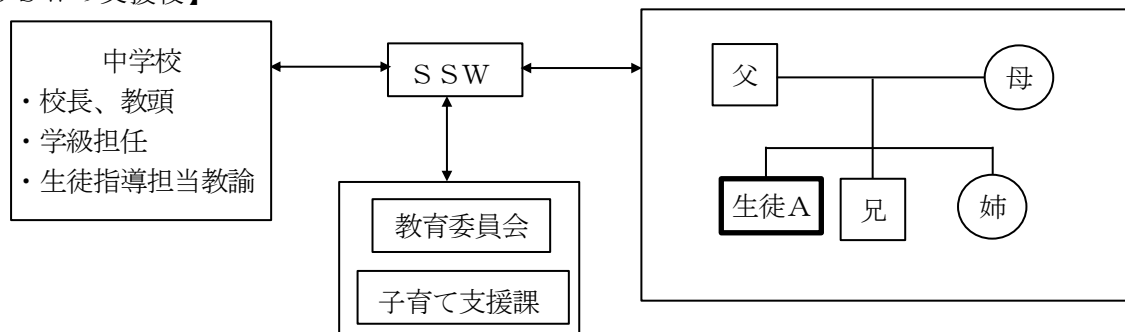 中学校
・校長、教頭
・学級担任
・生徒指導担当教諭
ＳＳＷ
教育委員会
子育て支援課
父
母
生徒Ａ
兄
姉